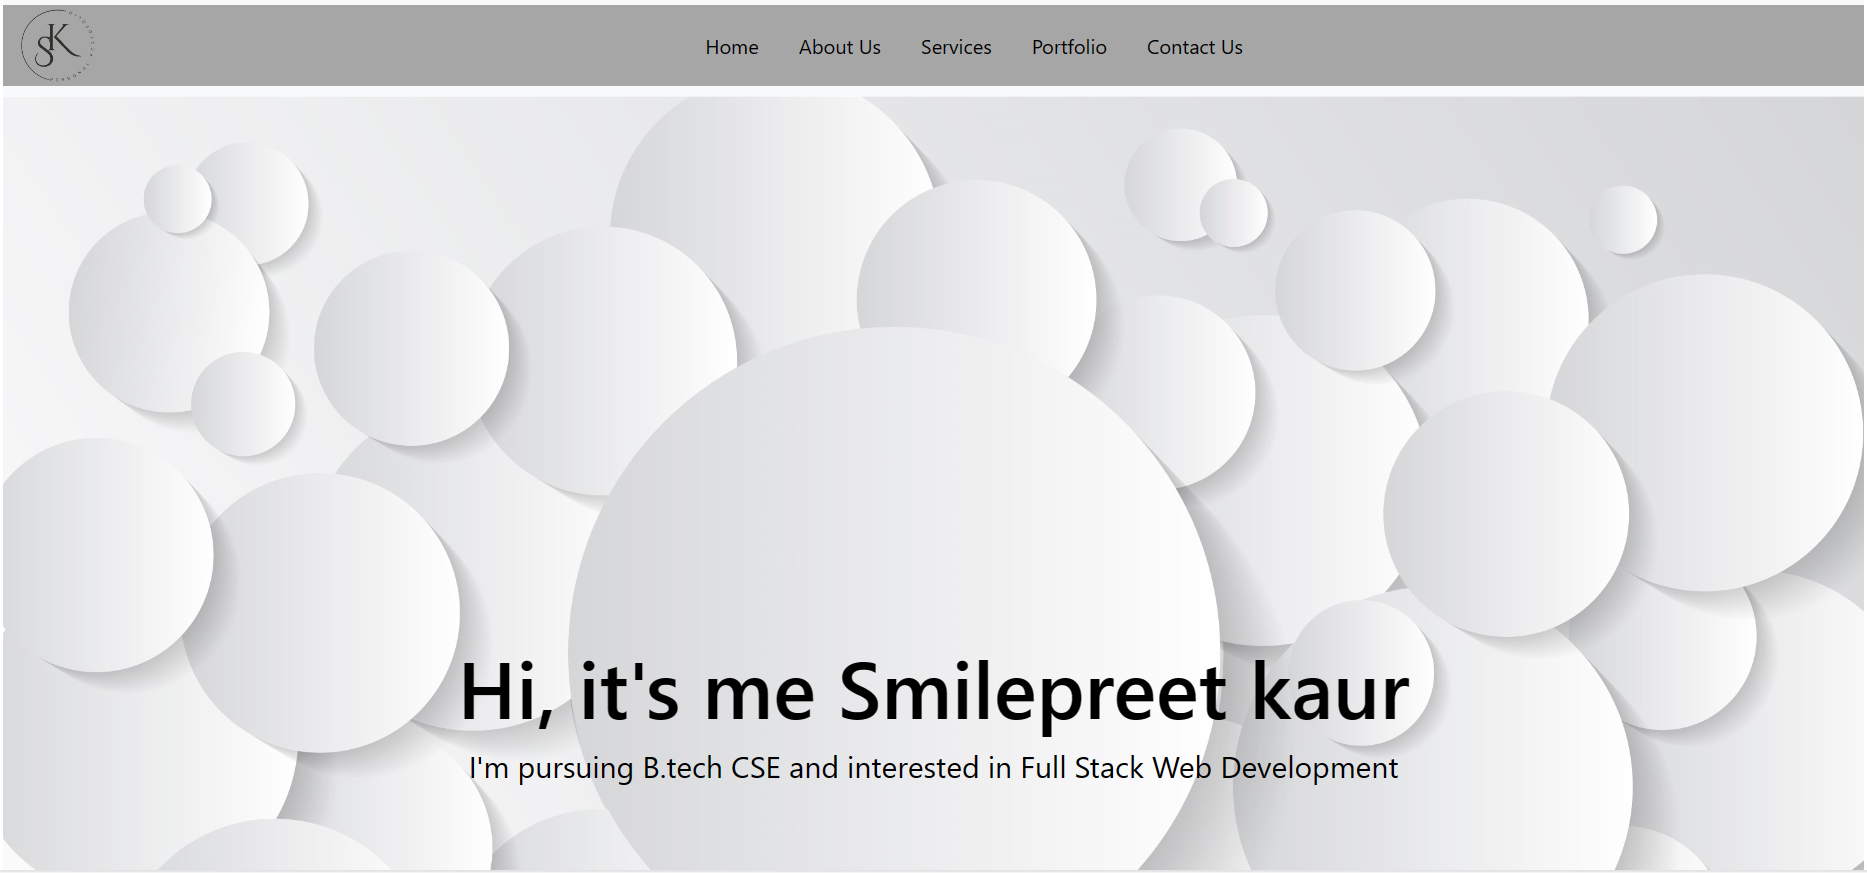 SK
Home About Us Services Portfolio Contact Us
Hi, it's me Smilepreet kaur
I'm pursuing B.tech CSE and interested in Full Stack Web Development